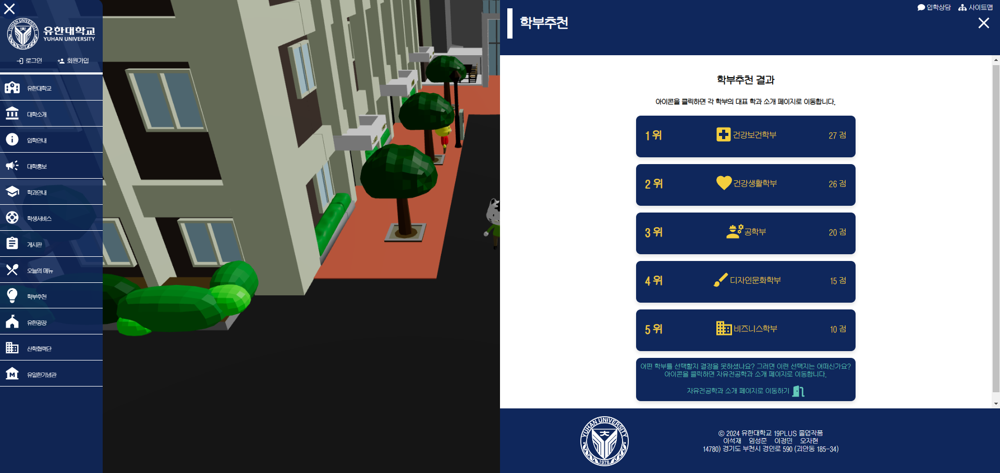 YUHAN UNIVERSITY
1978
유한대학교
YUHAN UNIVERSITY
로그인 회원가입
유한대학교
대학소개
입학안내
대학홍보
학과안내
학생서비스
게시판
오늘의 메뉴
학부추천
유한광장
산학협력단
유일한기념관
입학상담 사이트맵
학부추천
학부추천 결과
아이콘을 클릭하면 각 학부의 대표 학과 소개 페이지로 이동합니다.
1 위 건강보건학부 27 점
2 위 건강생활학부 26 점
3 위 공학부 20 점
4 위 디자인문화학부 15 점
5 위 비즈니스학부 10 점
어떤 학부를 선택할지 결정을 못하셨나요? 그러면 이런 선택지는 어떠신가요?
아이콘을 클릭하면 자유전공학과 소개 페이지로 이동합니다.
자유전공학과 소개 페이지로 이동하기
YUHAN UNIVERSITY
1978
© 2024 유한대학교 19PLUS 졸업작품
이석재 임성준 이정민 오자현
14780) 경기도 부천시 경인로 590 (괴안동 185-34)